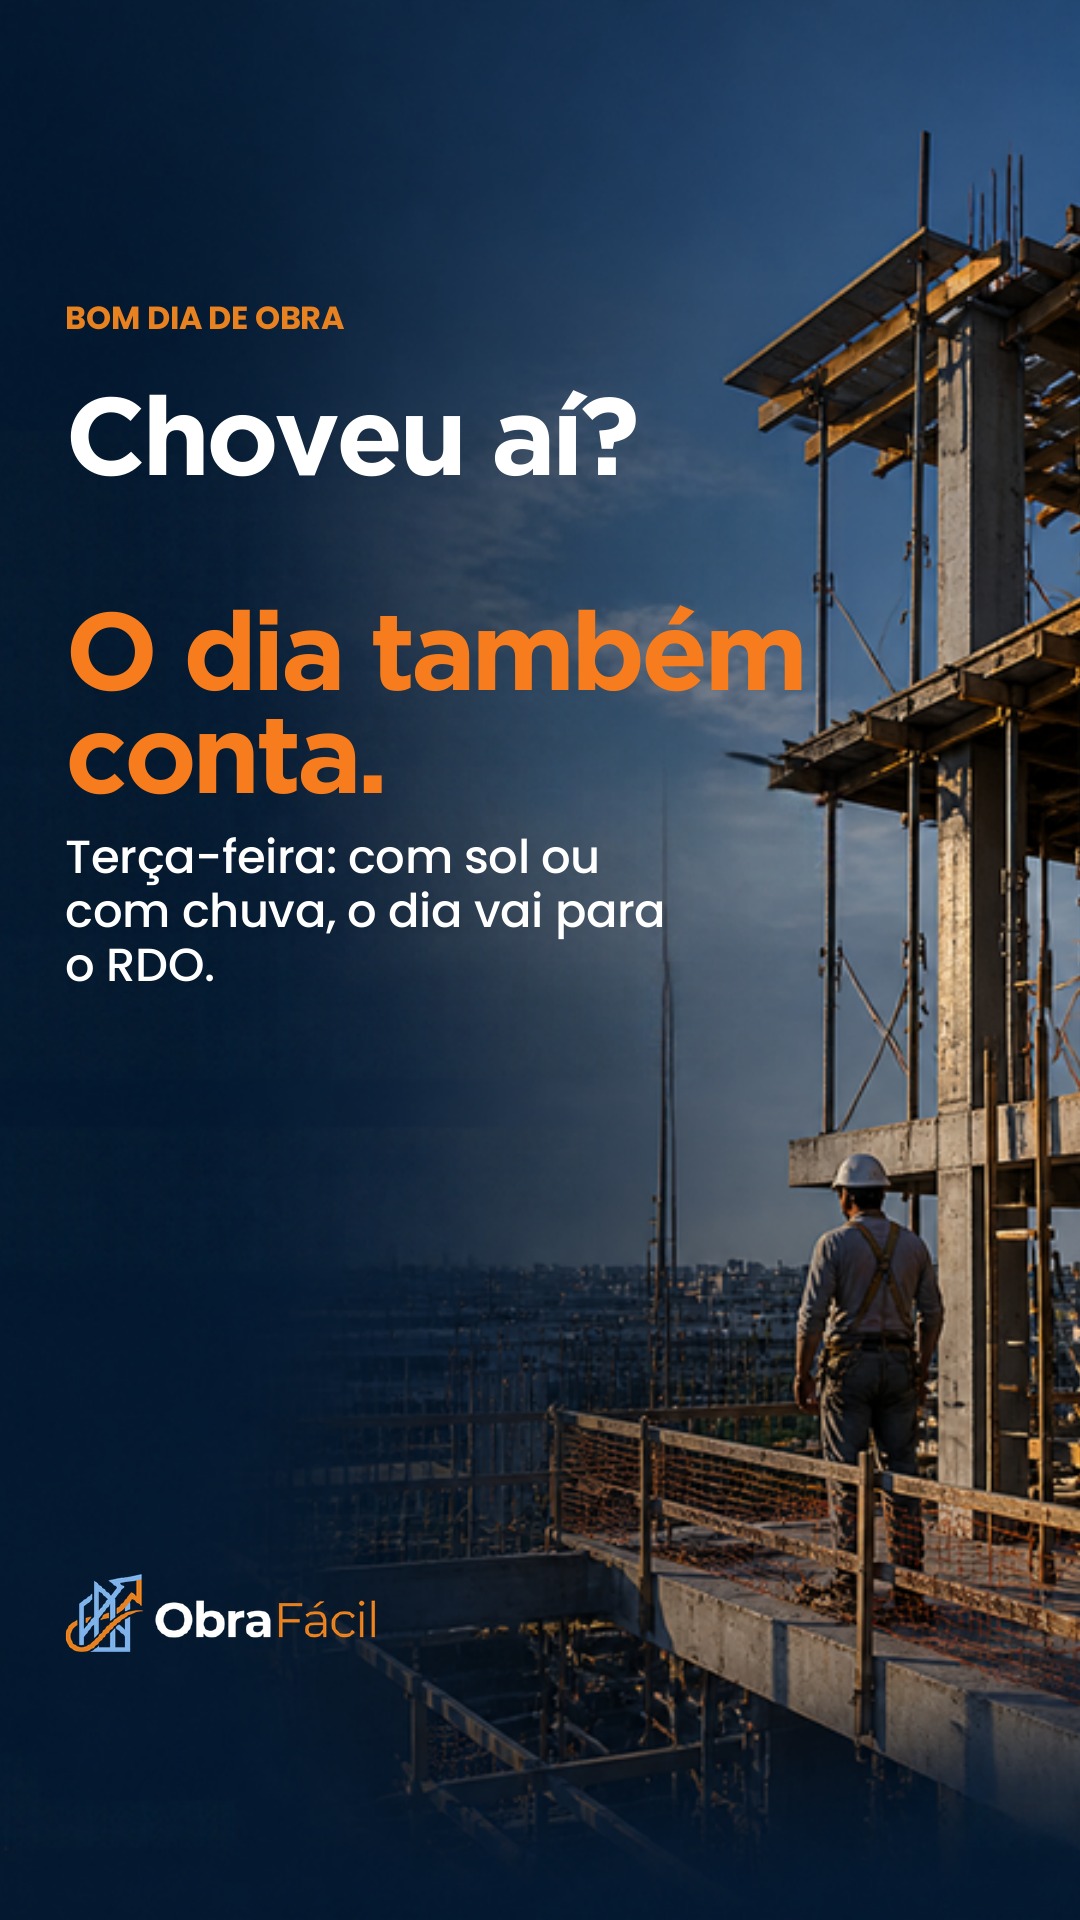 BOM DIA DE OBRA
Choveu aí?
O dia também
conta.
Terça-feira: com sol ou
com chuva, o dia vai para
o RDO.
ObraFácil